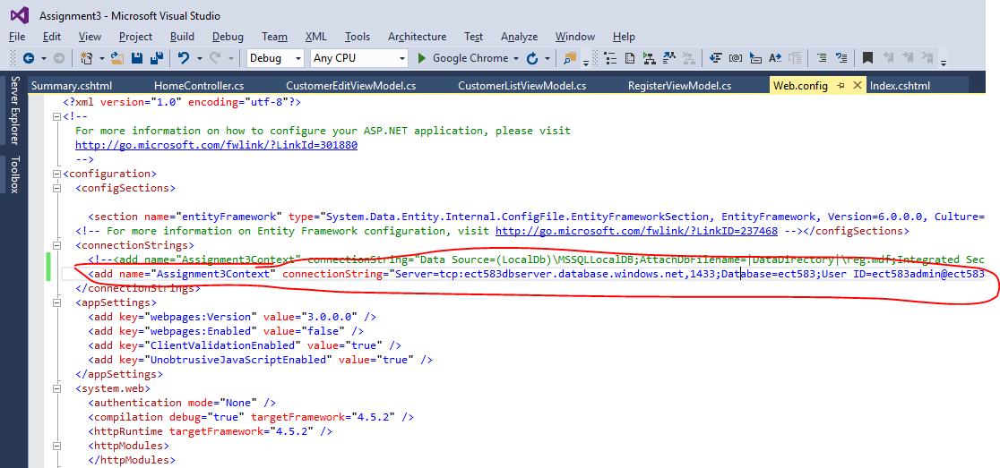 Assignment3 - Microsoft Visual Studio
File Edit View Project Build Debug Team XML Tools Architecture Test Analyze Window Help
Debug Any CPU Google Chrome
Server Explorer
Toolbox
Summary.cshtml HomeController.cs CustomerEditViewModel.cs CustomerListViewModel.cs RegisterViewModel.cs Web.config Index.cshtml
<?xml version="1.0" encoding="utf-8"?>
<!--
For more information on how to configure your ASP.NET application, please visit
http://go.microsoft.com/fwlink/?LinkId=301880
-->
<configuration>
<configSections>
<section name="entityFramework" type="System.Data.Entity.Internal.ConfigFile.EntityFrameworkSection, EntityFramework, Version=6.0.0.0, Culture=
<!-- For more information on Entity Framework configuration, visit http://go.microsoft.com/fwlink/?LinkID=237468 --></configSections>
<connectionStrings>
<!--<add name="Assignment3Context" connectionString="Data Source=(LocalDb)\MSSQLLocalDB;AttachDbFilename=|DataDirectory|\reg.mdf;Integrated Sec
<add name="Assignment3Context" connectionString="Server=tcp:ect583dbserver.database.windows.net,1433;Database=ect583;User ID=ect583admin@ect583
</connectionStrings>
<appSettings>
<add key="webpages:Version" value="3.0.0.0" />
<add key="webpages:Enabled" value="false" />
<add key="ClientValidationEnabled" value="true" />
<add key="UnobtrusiveJavaScriptEnabled" value="true" />
</appSettings>
<system.web>
<authentication mode="None" />
<compilation debug="true" targetFramework="4.5.2" />
<httpRuntime targetFramework="4.5.2" />
<httpModules>
</httpModules>